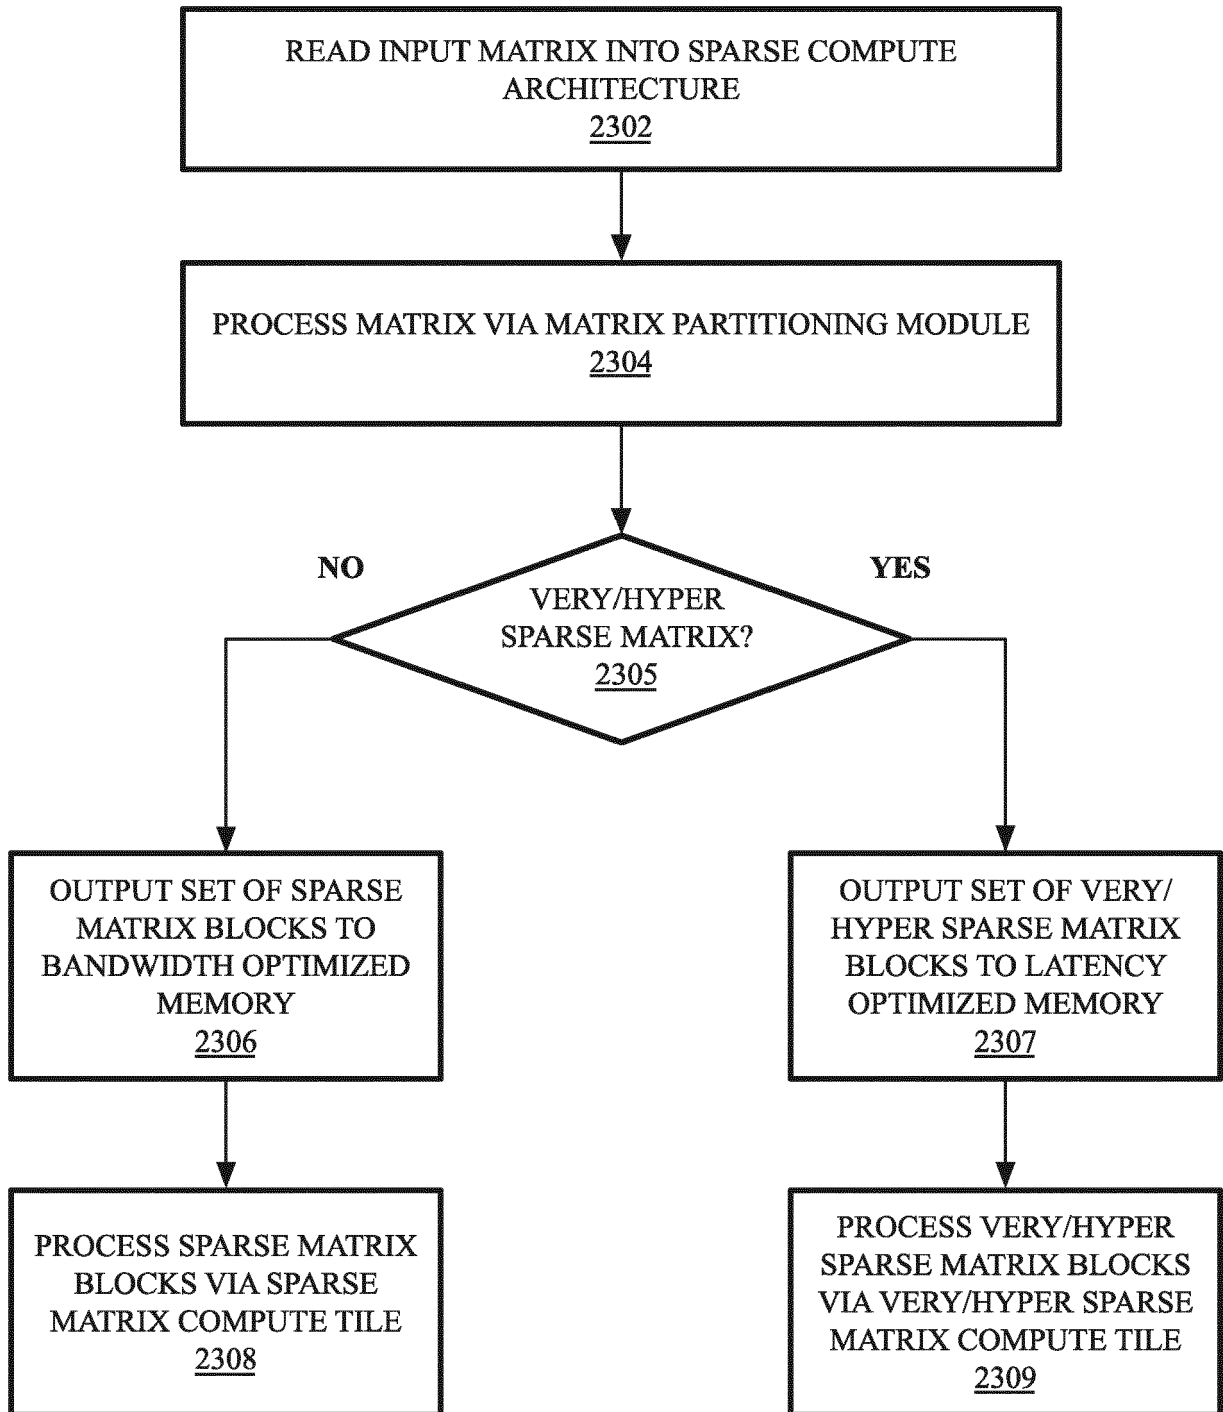 READ INPUT MATRIX INTO SPARSE COMPUTE
ARCHITECTURE
2302
PROCESS MATRIX VIA MATRIX PARTITIONING MODULE
2304
NO
YES
VERY/HYPER
SPARSE MATRIX?
2305
OUTPUT SET OF SPARSE
MATRIX BLOCKS TO
BANDWIDTH OPTIMIZED
MEMORY
2306
OUTPUT SET OF VERY/
HYPER SPARSE MATRIX
BLOCKS TO LATENCY
OPTIMIZED MEMORY
2307
PROCESS SPARSE MATRIX
BLOCKS VIA SPARSE
MATRIX COMPUTE TILE
2308
PROCESS VERY/HYPER
SPARSE MATRIX BLOCKS
VIA VERY/HYPER SPARSE
MATRIX COMPUTE TILE
2309